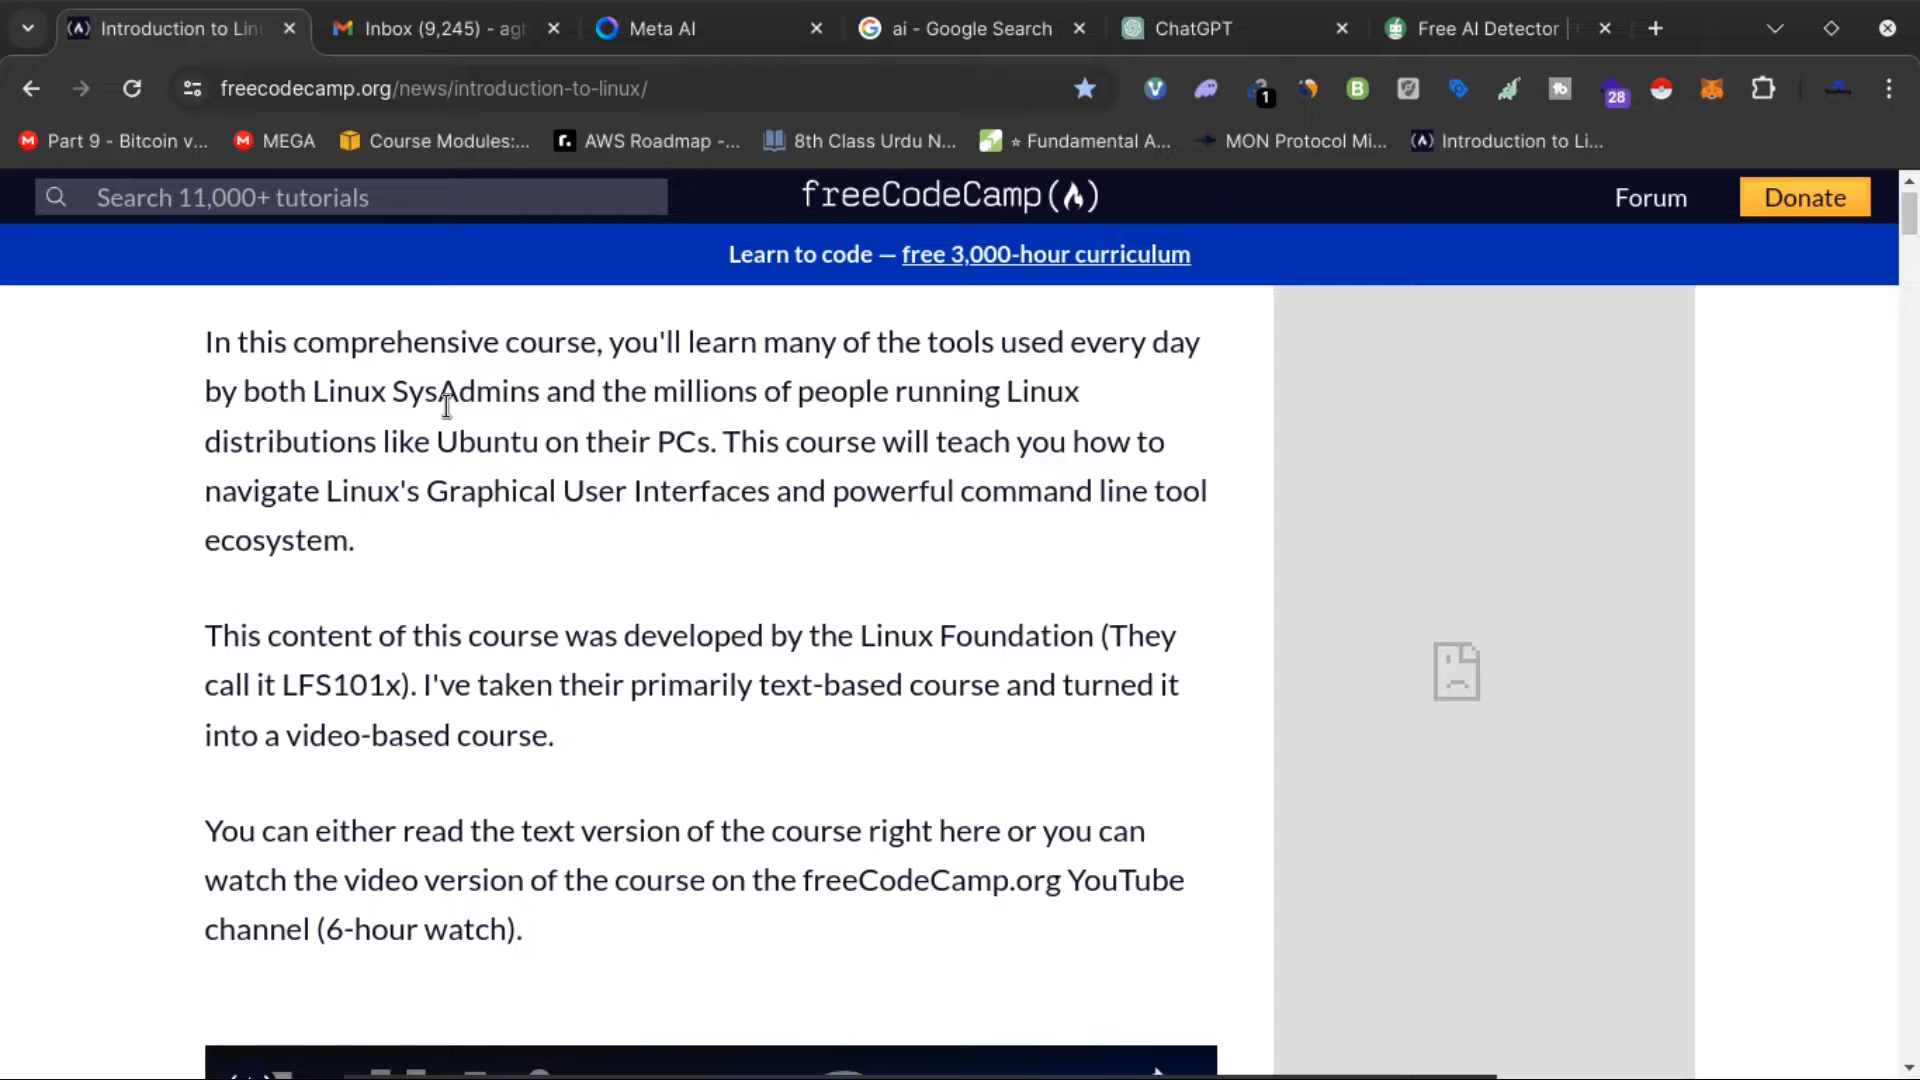 Introduction to Linu
Inbox (9,245) - agl
Meta AI
ai - Google Search
ChatGPT
Free AI Detector |
freecodecamp.org/news/introduction-to-linux/
1
28
Part 9 - Bitcoin v...
MEGA
Course Modules:...
AWS Roadmap -...
8th Class Urdu N...
⭐ Fundamental A...
MON Protocol Mi...
Introduction to Li...
Search 11,000+ tutorials
freeCodeCamp(🔥)
Forum
Donate
Learn to code — free 3,000-hour curriculum
In this comprehensive course, you'll learn many of the tools used every day
by both Linux SysAdmins and the millions of people running Linux
distributions like Ubuntu on their PCs. This course will teach you how to
navigate Linux's Graphical User Interfaces and powerful command line tool
ecosystem.
This content of this course was developed by the Linux Foundation (They
call it LFS101x). I've taken their primarily text-based course and turned it
into a video-based course.
You can either read the text version of the course right here or you can
watch the video version of the course on the freeCodeCamp.org YouTube
channel (6-hour watch).